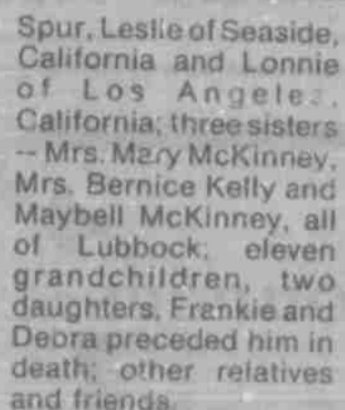 Spur, Leslie of Seaside,
California and Lonnie
of Los Angeles,
California; three sisters
-- Mrs. Mary McKinney,
Mrs. Bernice Kelly and
Maybell McKinney, all
of Lubbock; eleven
grandchildren, two
daughters, Frankie and
Deora preceded him in
death; other relatives
and friends.